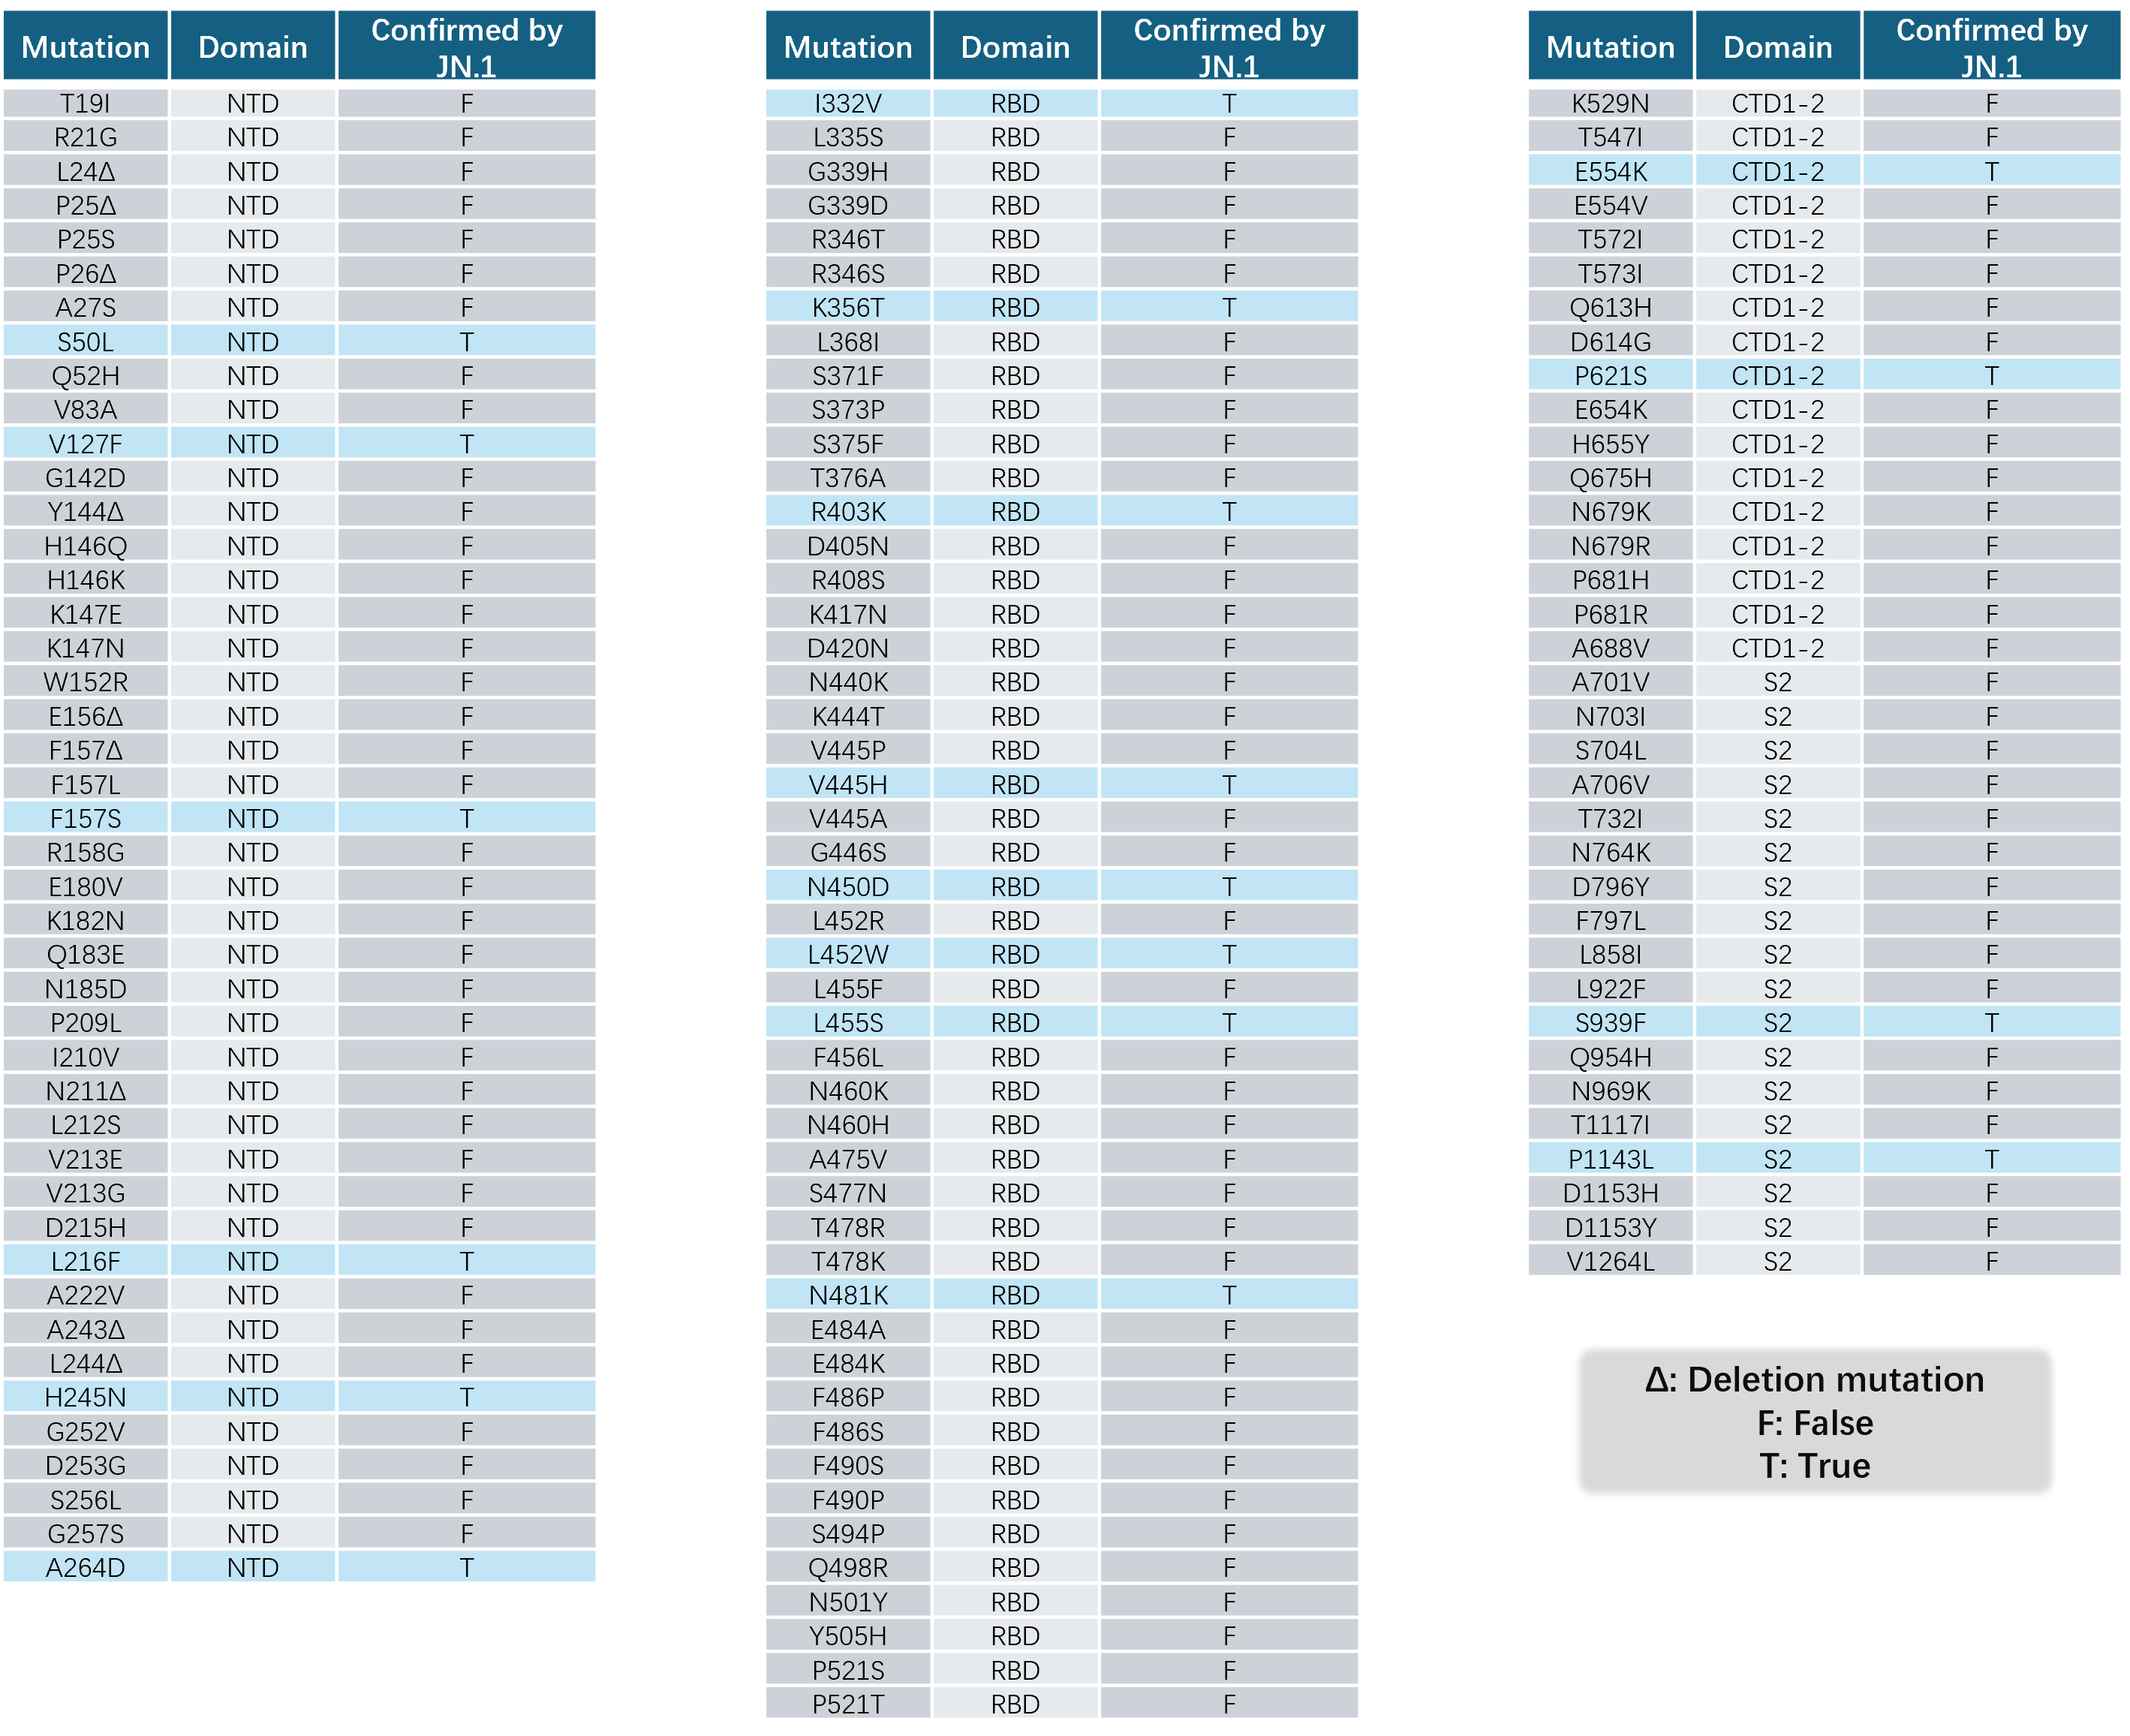 Mutation Domain Confirmed by JN.1
T19I NTD F
R21G NTD F
L24Δ NTD F
P25Δ NTD F
P25S NTD F
P26Δ NTD F
A27S NTD F
S50L NTD T
Q52H NTD F
V83A NTD F
V127F NTD T
G142D NTD F
Y144Δ NTD F
H146Q NTD F
H146K NTD F
K147E NTD F
K147N NTD F
W152R NTD F
E156Δ NTD F
F157Δ NTD F
F157L NTD F
F157S NTD T
R158G NTD F
E180V NTD F
K182N NTD F
Q183E NTD F
N185D NTD F
P209L NTD F
I210V NTD F
N211Δ NTD F
L212S NTD F
V213E NTD F
V213G NTD F
D215H NTD F
L216F NTD T
A222V NTD F
A243Δ NTD F
L244Δ NTD F
H245N NTD T
G252V NTD F
D253G NTD F
S256L NTD F
G257S NTD F
A264D NTD T
Mutation Domain Confirmed by JN.1
I332V RBD T
L335S RBD F
G339H RBD F
G339D RBD F
R346T RBD F
R346S RBD F
K356T RBD T
L368I RBD F
S371F RBD F
S373P RBD F
S375F RBD F
T376A RBD F
R403K RBD T
D405N RBD F
R408S RBD F
K417N RBD F
D420N RBD F
N440K RBD F
K444T RBD F
V445P RBD F
V445H RBD T
V445A RBD F
G446S RBD F
N450D RBD T
L452R RBD F
L452W RBD T
L455F RBD F
L455S RBD T
F456L RBD F
N460K RBD F
N460H RBD F
A475V RBD F
S477N RBD F
T478R RBD F
T478K RBD F
N481K RBD T
E484A RBD F
E484K RBD F
F486P RBD F
F486S RBD F
F490S RBD F
F490P RBD F
S494P RBD F
Q498R RBD F
N501Y RBD F
Y505H RBD F
P521S RBD F
P521T RBD F
Mutation Domain Confirmed by JN.1
K529N CTD1-2 F
T547I CTD1-2 F
E554K CTD1-2 T
E554V CTD1-2 F
T572I CTD1-2 F
T573I CTD1-2 F
Q613H CTD1-2 F
D614G CTD1-2 F
P621S CTD1-2 T
E654K CTD1-2 F
H655Y CTD1-2 F
Q675H CTD1-2 F
N679K CTD1-2 F
N679R CTD1-2 F
P681H CTD1-2 F
P681R CTD1-2 F
A688V CTD1-2 F
A701V S2 F
N703I S2 F
S704L S2 F
A706V S2 F
T732I S2 F
N764K S2 F
D796Y S2 F
F797L S2 F
L858I S2 F
L922F S2 F
S939F S2 T
Q954H S2 F
N969K S2 F
T1117I S2 F
P1143L S2 T
D1153H S2 F
D1153Y S2 F
V1264L S2 F
Δ: Deletion mutation
F: False
T: True